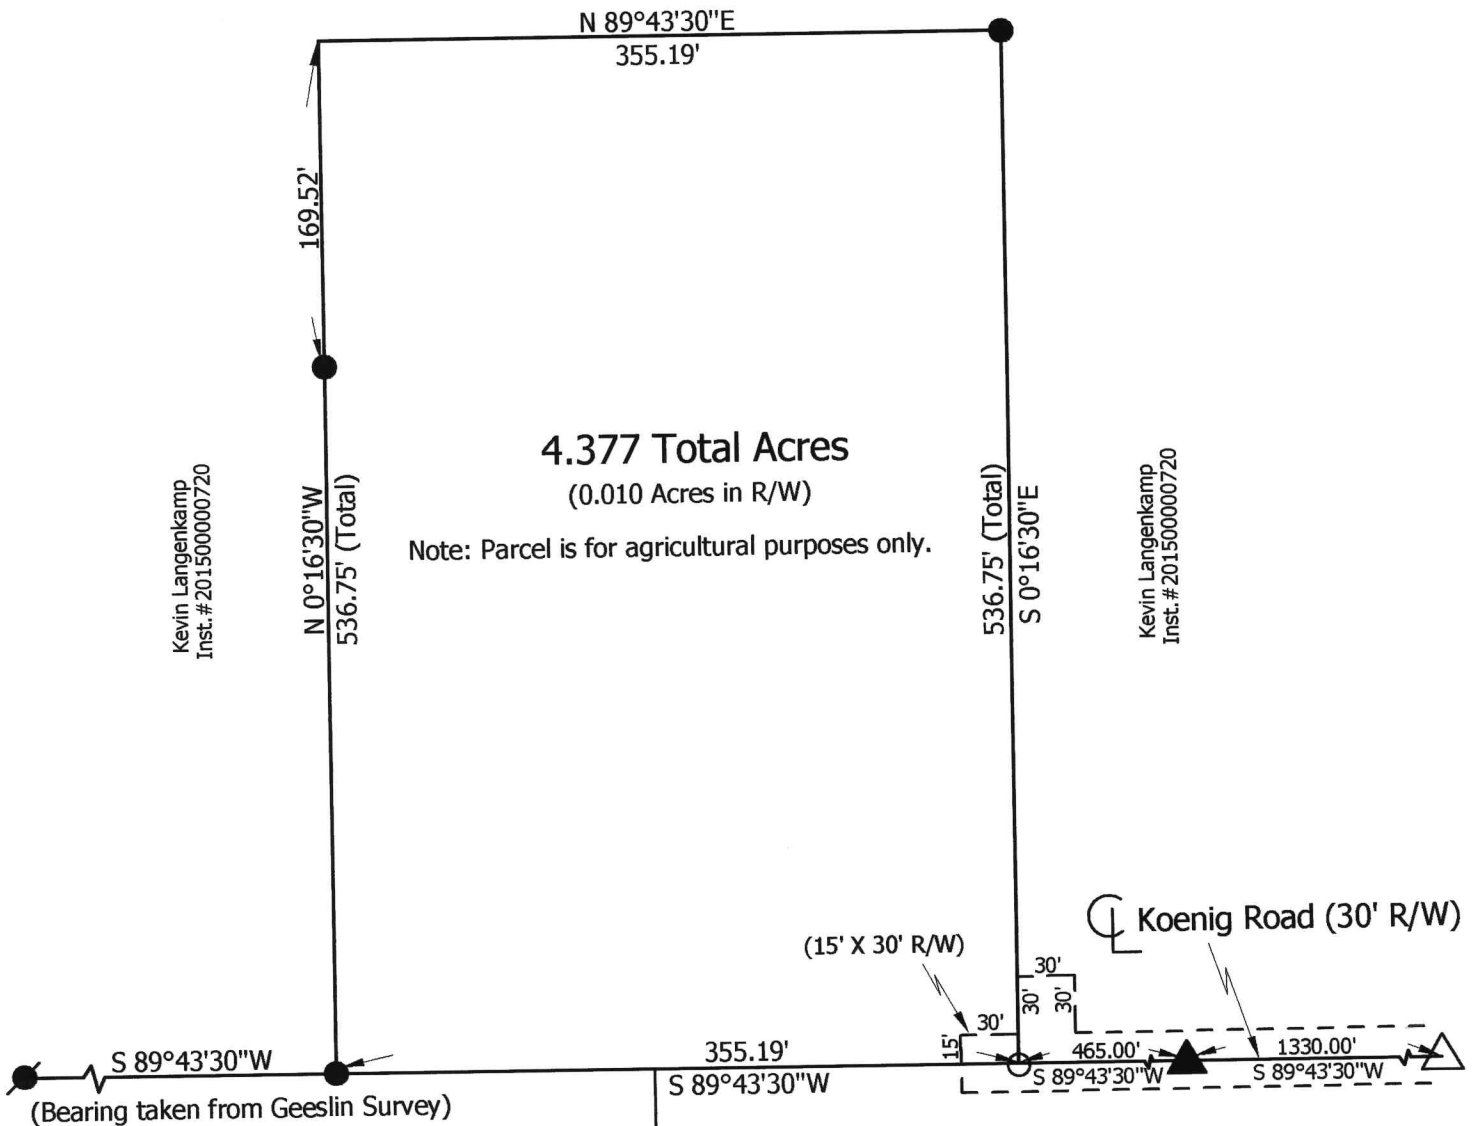 N 89°43'30"E
355.19'
169.52'
4.377 Total Acres
(0.010 Acres in R/W)
Note: Parcel is for agricultural purposes only.
Kevin Langenkamp
Inst.#201500000720
N 0°16'30"W
536.75' (Total)
536.75' (Total)
S 0°16'30"E
Kevin Langenkamp
Inst.#201500000720
℄ Koenig Road (30' R/W)
(15' X 30' R/W)
30'
30'
30'
30'
15'
S 89°43'30"W
355.19'
S 89°43'30"W
465.00'
S 89°43'30"W
1330.00'
S 89°43'30"W
(Bearing taken from Geeslin Survey)